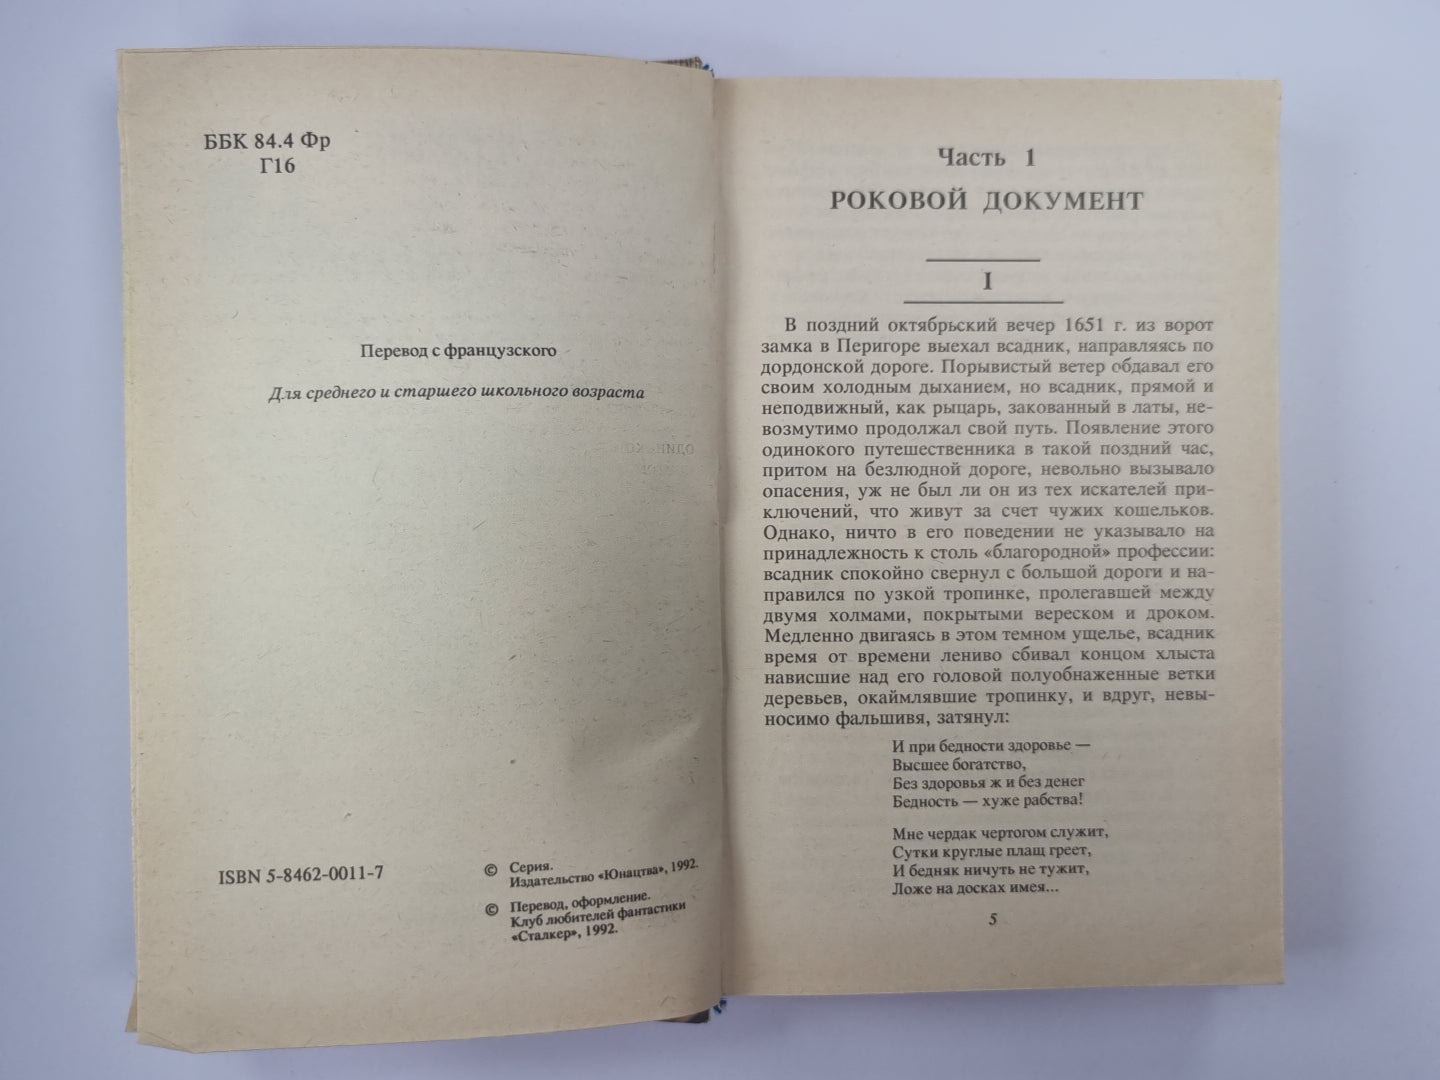 ББК 84.4 Фр
Г16
Перевод с французского
Для среднего и старшего школьного возраста
ISBN 5-8462-0011-7
© Серия.
Издательство «Юнацтва», 1992.
© Перевод, оформление.
Клуб любителей фантастики
«Сталкер», 1992.
Часть 1
РОКОВОЙ ДОКУМЕНТ
I
В поздний октябрьский вечер 1651 г. из ворот
замка в Перигоре выехал всадник, направляясь по
дордонской дороге. Порывистый ветер обдавал его
своим холодным дыханием, но всадник, прямой и
неподвижный, как рыцарь, закованный в латы, не-
возмутимо продолжал свой путь. Появление этого
одинокого путешественника в такой поздний час,
притом на безлюдной дороге, невольно вызывало
опасения, уж не был ли он из тех искателей при-
ключений, что живут за счет чужих кошельков.
Однако, ничто в его поведении не указывало на
принадлежность к столь «благородной» профессии:
всадник спокойно свернул с большой дороги и на-
правился по узкой тропинке, пролегавшей между
двумя холмами, покрытыми вереском и дроком.
Медленно двигаясь в этом темном ущелье, всадник
время от времени лениво сбивал концом хлыста
нависшие над его головой полуобнаженные ветки
деревьев, окаймлявшие тропинку, и вдруг, невы-
носимо фальшивя, затянул:
И при бедности здоровье —
Высшее богатство,
Без здоровья ж и без денег
Бедность — хуже рабства!
Мне чердак чертогом служит,
Сутки круглые плащ греет,
И бедняк ничуть не тужит,
Ложе на досках имея...
5